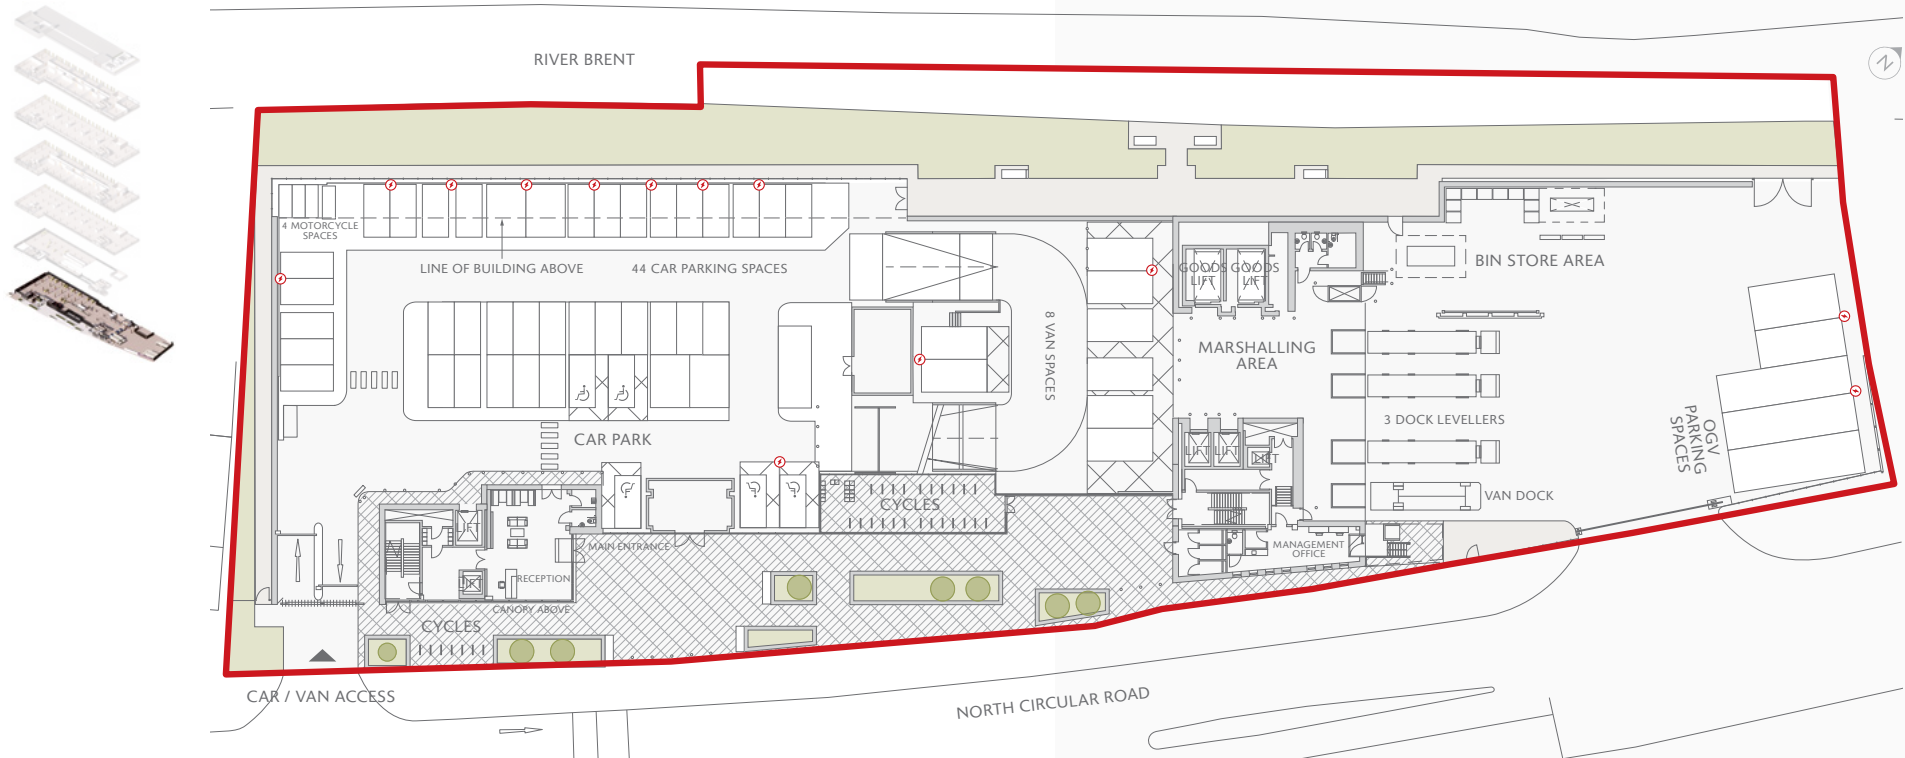 RIVER BRENT
N
4 MOTORCYCLE
SPACES
LINE OF BUILDING ABOVE
44 CAR PARKING SPACES
GOODS
LIFT
GOODS
LIFT
BIN STORE AREA
8 VAN SPACES
MARSHALLING
AREA
3 DOCK LEVELLERS
OGV
PARKING
SPACES
CAR PARK
LIFT
LIFT
LIFT
VAN DOCK
CYCLES
LIFT
MAIN ENTRANCE
MANAGEMENT
OFFICE
LIFT
RECEPTION
CANOPY ABOVE
CYCLES
CAR / VAN ACCESS
NORTH CIRCULAR ROAD